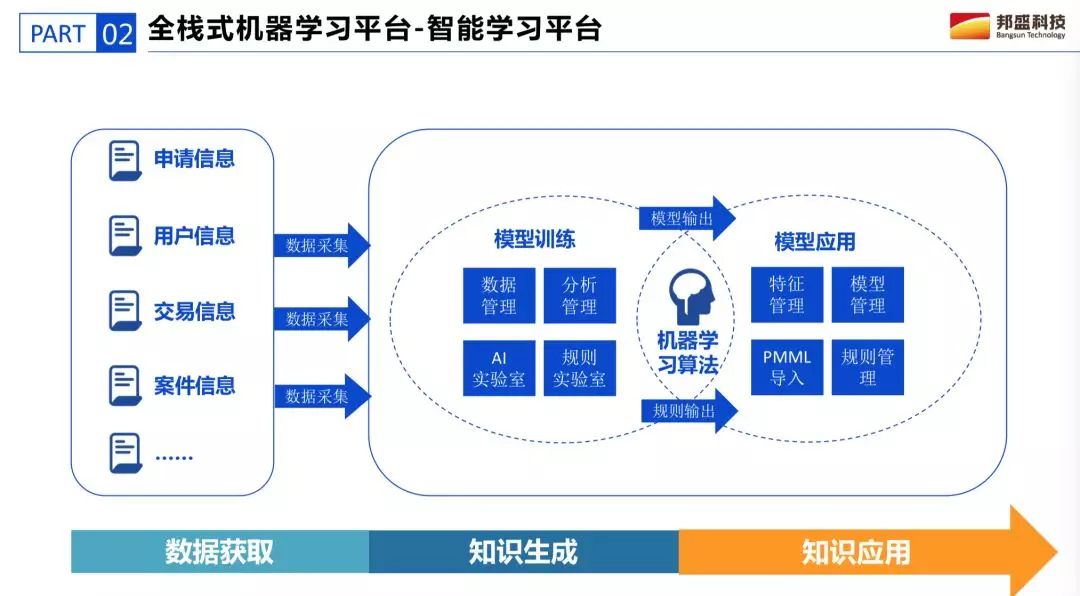 PART 02
全栈式机器学习平台-智能学习平台
邦盛科技
Bangsun Technology
申请信息
用户信息
交易信息
案件信息
......
数据采集
数据采集
数据采集
模型训练
数据
管理
分析
管理
AI
实验室
规则
实验室
模型输出
机器学
习算法
规则输出
模型应用
特征
管理
模型
管理
PMML
导入
规则管
理
数据获取
知识生成
知识应用